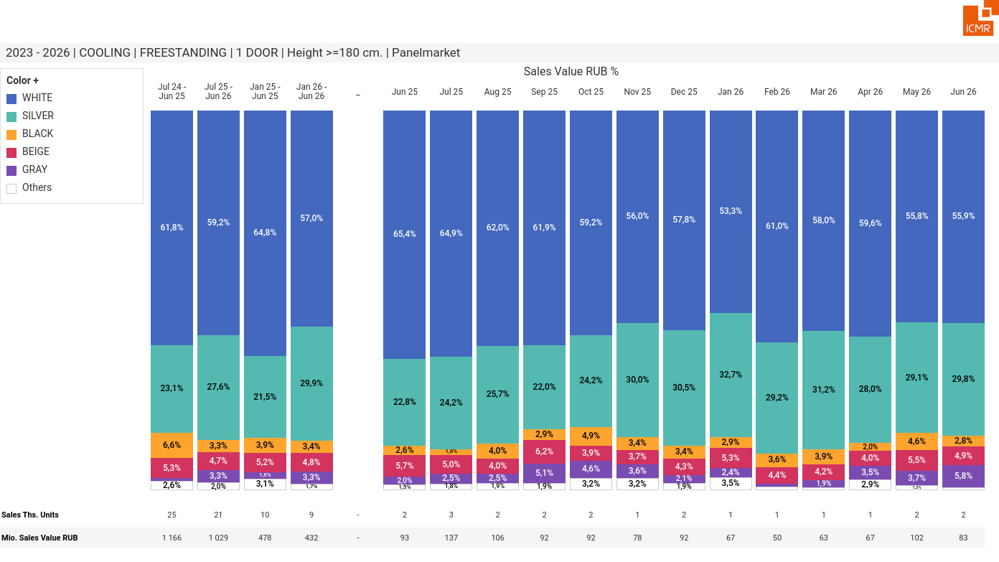 ICMR
2023 - 2026 | COOLING | FREESTANDING | 1 DOOR | Height >=180 cm. | Panelmarket
Color +
WHITE
SILVER
BLACK
BEIGE
GRAY
Others
Sales Value RUB %
Jul 24 - Jul 25 - Jan 25 - Jan 26 -
Jun 25 Jun 26 Jun 25 Jun 26 – Jun 25 Jul 25 Aug 25 Sep 25 Oct 25 Nov 25 Dec 25 Jan 26 Feb 26 Mar 26 Apr 26 May 26 Jun 26
61,8% 59,2% 64,8% 57,0% 65,4% 64,9% 62,0% 61,9% 59,2% 56,0% 57,8% 53,3% 61,0% 58,0% 59,6% 55,8% 55,9%
23,1% 27,6% 21,5% 29,9% 22,8% 24,2% 25,7% 22,0% 24,2% 30,0% 30,5% 32,7% 29,2% 31,2% 28,0% 29,1% 29,8%
6,6% 3,3% 3,9% 3,4% 2,6% 1,6% 4,0% 2,9% 4,9% 3,4% 3,4% 2,9% 3,6% 3,9% 2,0% 4,6% 2,8%
5,3% 4,7% 5,2% 4,8% 5,7% 5,0% 4,0% 6,2% 3,9% 3,7% 4,3% 5,3% 4,4% 4,2% 4,0% 5,5% 4,9%
3,3% 1,6% 3,3% 2,0% 2,5% 2,5% 5,1% 4,6% 3,6% 2,1% 2,4% 1,9% 3,5% 3,7% 5,8%
2,6% 2,0% 3,1% 1,7% 1,5% 1,8% 1,9% 1,9% 3,2% 3,2% 1,9% 3,5% 2,9% 1,3%
Sales Ths. Units 25 21 10 9 - 2 3 2 2 2 1 2 1 1 1 1 2 2
Mio. Sales Value RUB 1 166 1 029 478 432 - 93 137 106 92 92 78 92 67 50 63 67 102 83